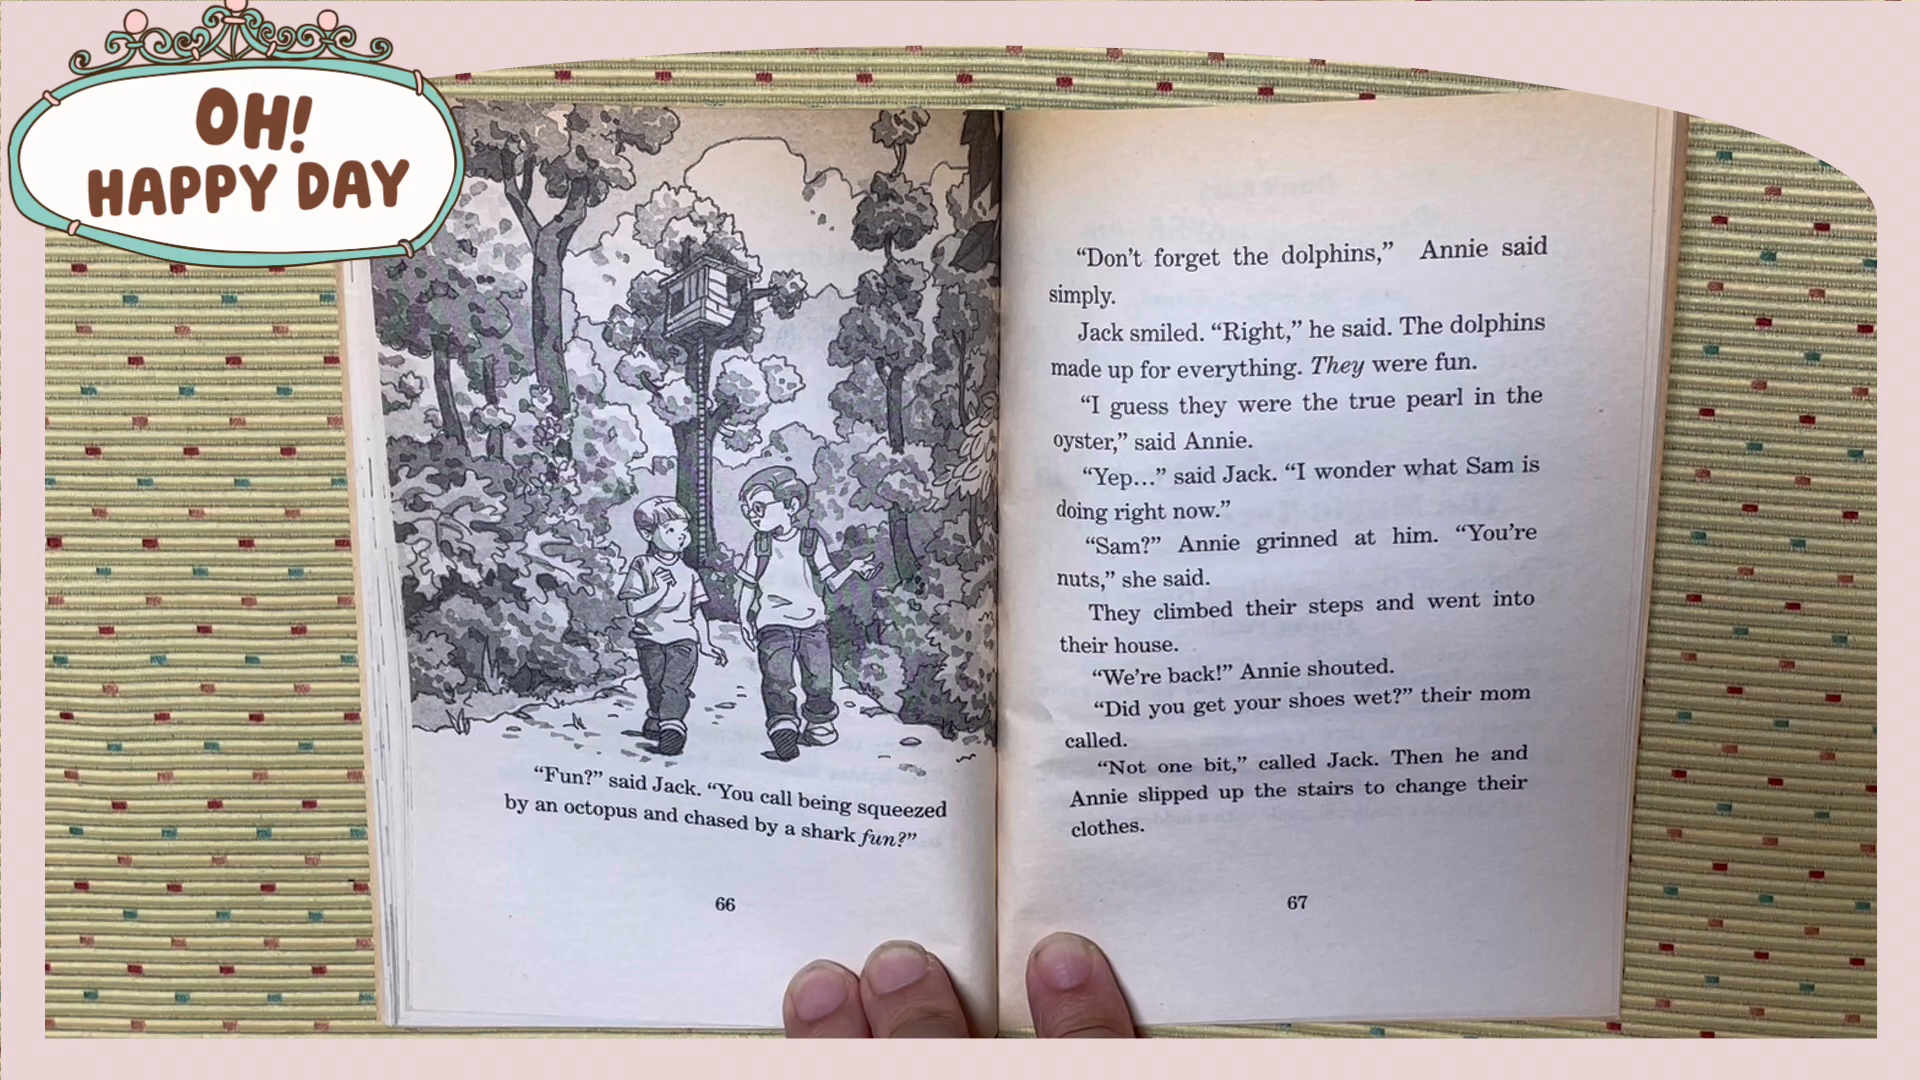 OH!
HAPPY DAY
“Fun?” said Jack. “You call being squeezed
by an octopus and chased by a shark fun?”
66
“Don’t forget the dolphins,” Annie said
simply.
Jack smiled. “Right,” he said. The dolphins
made up for everything. They were fun.
“I guess they were the true pearl in the
oyster,” said Annie.
“Yep…” said Jack. “I wonder what Sam is
doing right now.”
“Sam?” Annie grinned at him. “You’re
nuts,” she said.
They climbed their steps and went into
their house.
“We’re back!” Annie shouted.
“Did you get your shoes wet?” their mom
called.
“Not one bit,” called Jack. Then he and
Annie slipped up the stairs to change their
clothes.
67